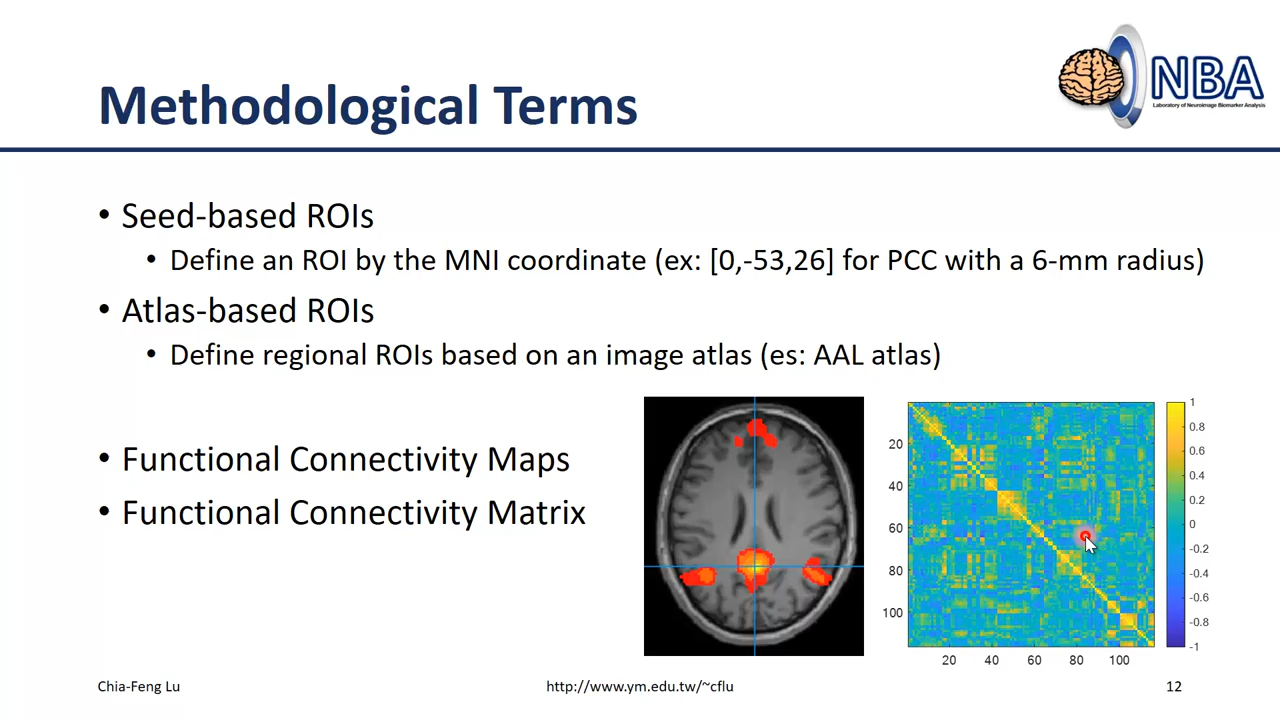 NBA
Laboratory of Neuroimage Biomarker Analysis
Methodological Terms
• Seed-based ROIs
• Define an ROI by the MNI coordinate (ex: [0,-53,26] for PCC with a 6-mm radius)
• Atlas-based ROIs
• Define regional ROIs based on an image atlas (es: AAL atlas)
• Functional Connectivity Maps
• Functional Connectivity Matrix
20
40
60
80
100
20 40 60 80 100
1
0.8
0.6
0.4
0.2
0
-0.2
-0.4
-0.6
-0.8
-1
Chia-Feng Lu
http://www.ym.edu.tw/~cflu
12